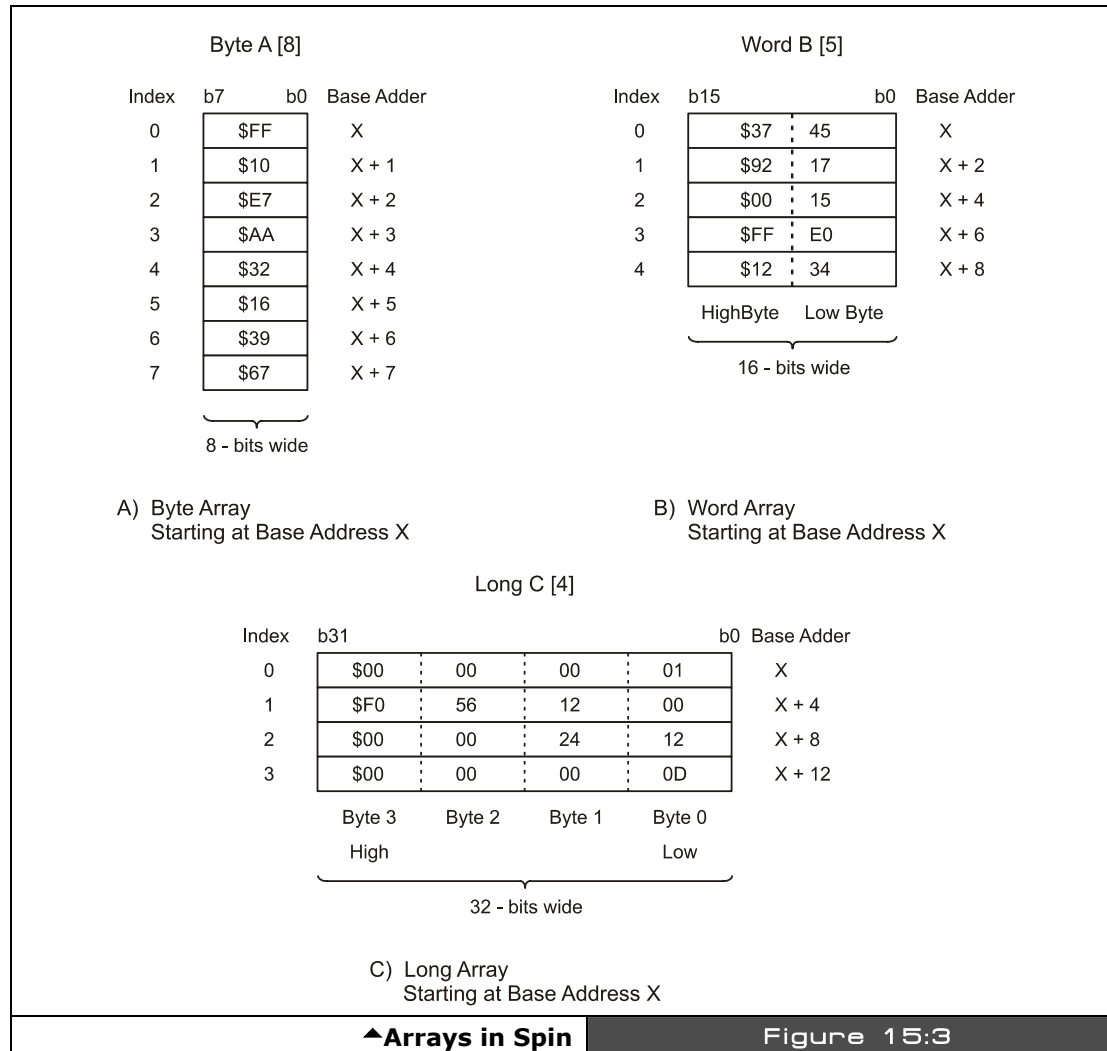 Byte A [8]
Index b7 b0 Base Adder
0 $FF X
1 $10 X + 1
2 $E7 X + 2
3 $AA X + 3
4 $32 X + 4
5 $16 X + 5
6 $39 X + 6
7 $67 X + 7
8 - bits wide
A) Byte Array
Starting at Base Address X
Word B [5]
Index b15 b0 Base Adder
0 $37 45 X
1 $92 17 X + 2
2 $00 15 X + 4
3 $FF E0 X + 6
4 $12 34 X + 8
HighByte Low Byte
16 - bits wide
B) Word Array
Starting at Base Address X
Long C [4]
Index b31 b0 Base Adder
0 $00 00 00 01 X
1 $F0 56 12 00 X + 4
2 $00 00 24 12 X + 8
3 $00 00 00 0D X + 12
Byte 3 Byte 2 Byte 1 Byte 0
High Low
32 - bits wide
C) Long Array
Starting at Base Address X
▲Arrays in Spin Figure 15:3